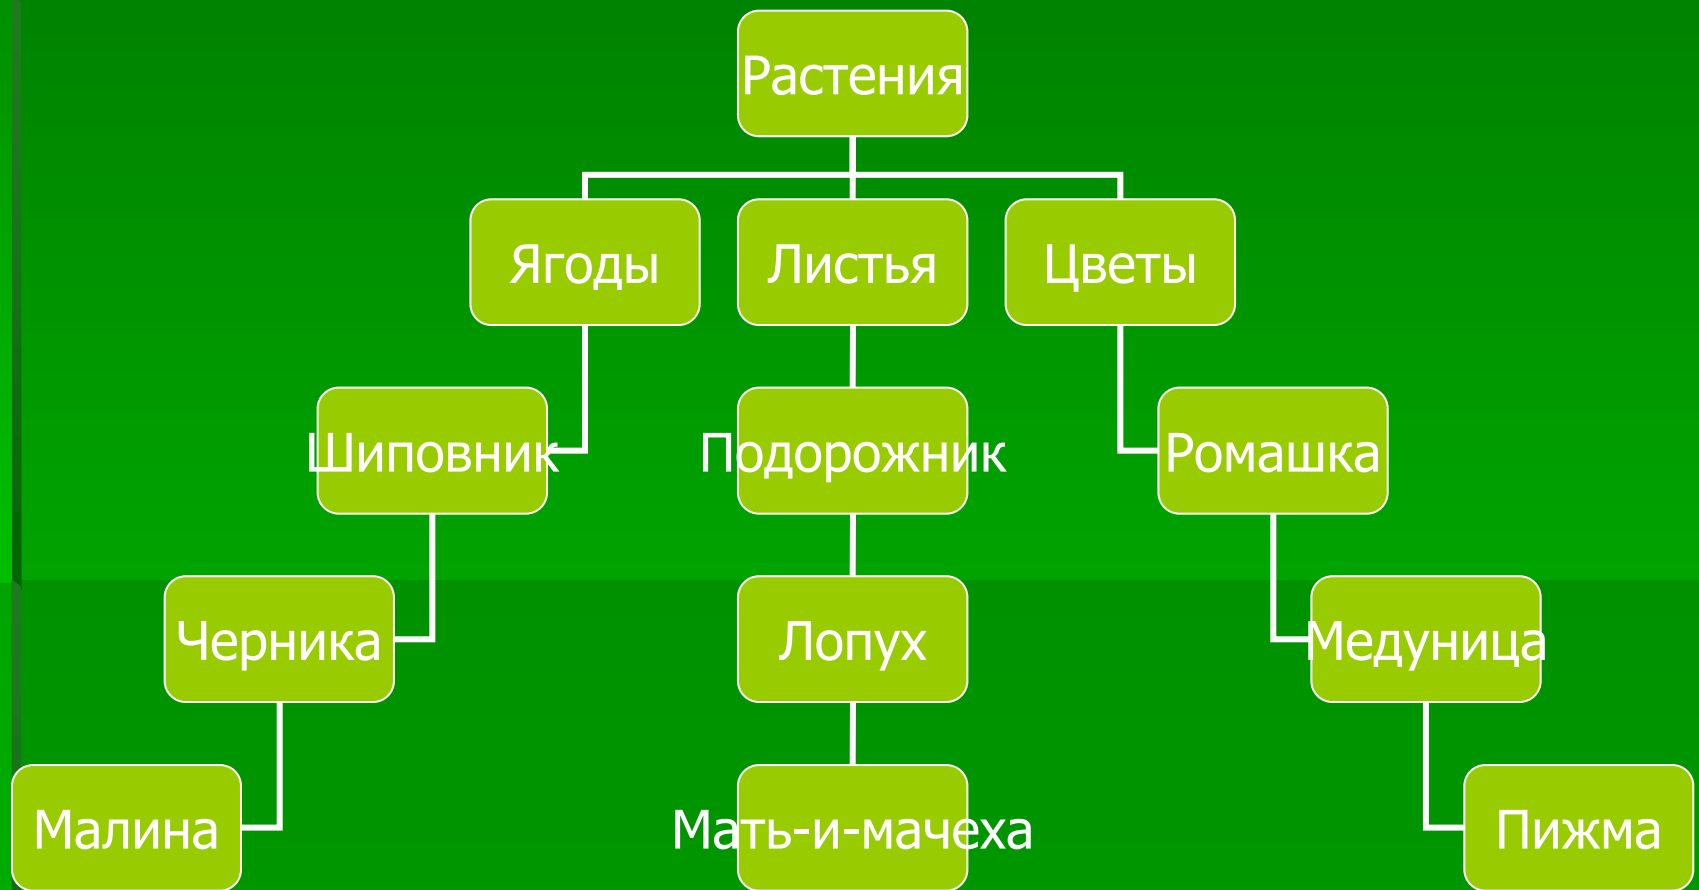 Растения
Ягоды
Листья
Цветы
Шиповник
Подорожник
Ромашка
Черника
Лопух
Медуница
Малина
Мать-и-мачеха
Пижма